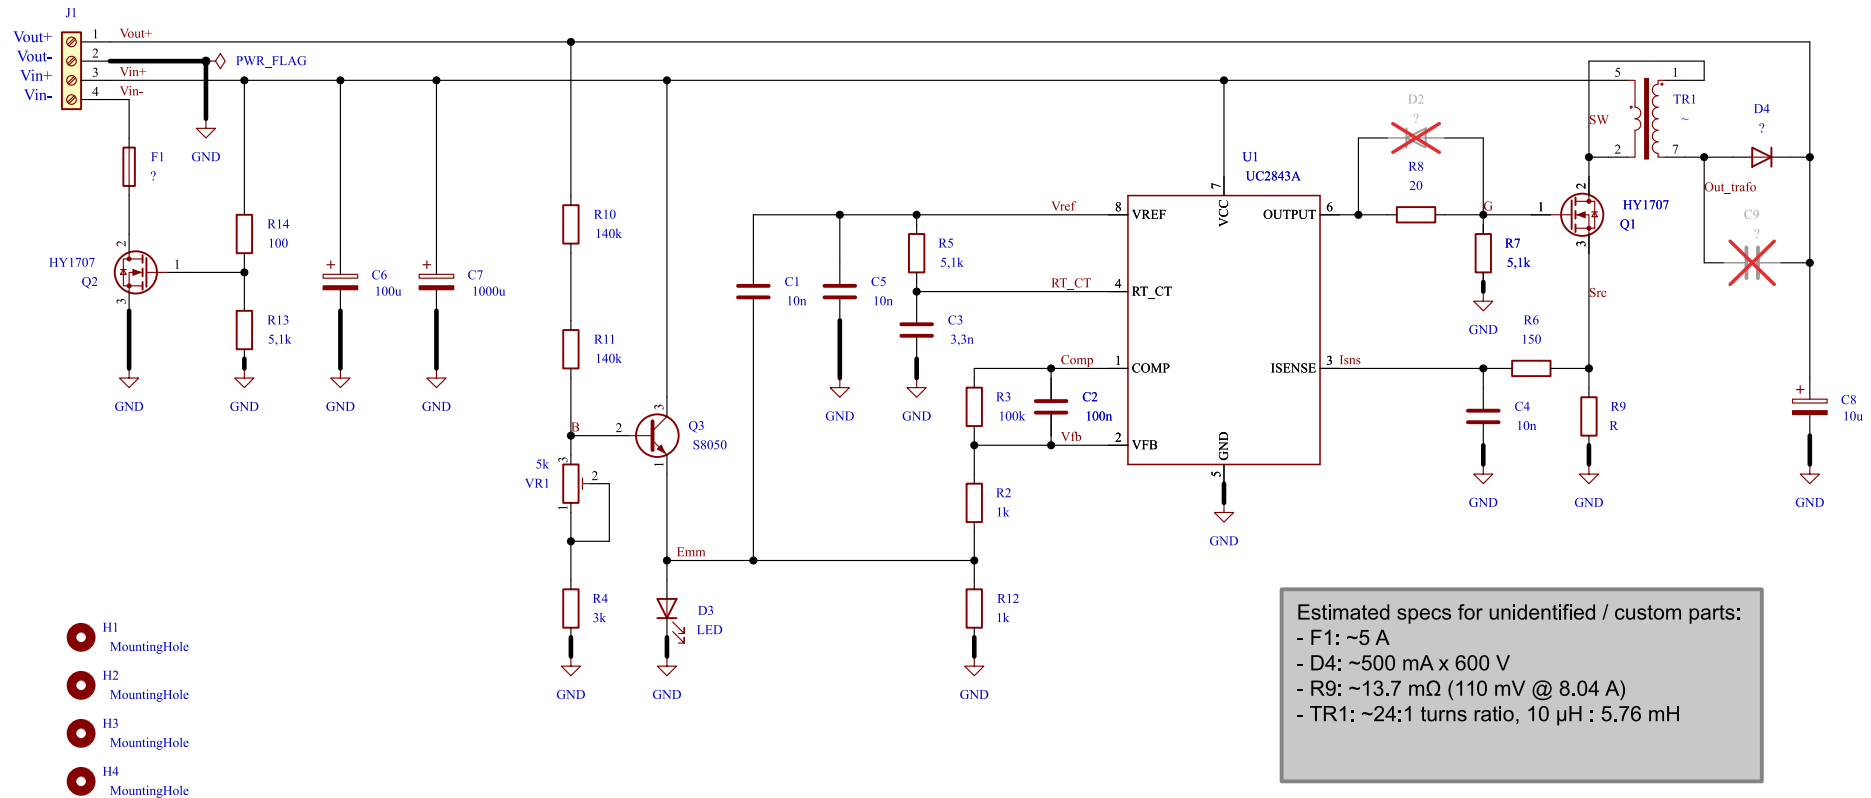 J1
Vout+ 1 Vout+
Vout- 2 PWR_FLAG
Vin+ 3 Vin+
Vin- 4 Vin-
GND
F1
?
HY1707
Q2
2
1
3
GND
R14
100
R13
5,1k
GND
+
C6
100u
GND
+
C7
1000u
GND
R10
140k
R11
140k
B
5k
VR1
3
2
1
R4
3k
GND
Q3
S8050
2
3
1
Emm
D3
LED
GND
C1
10n
C5
10n
GND
R5
5,1k
C3
3,3n
GND
R3
100k
C2
100n
R2
1k
R12
1k
GND
U1
UC2843A
Vref 8 VREF
RT_CT 4 RT_CT
Comp 1 COMP
Vfb 2 VFB
7 VCC
OUTPUT 6
ISENSE 3 Isns
GND 5
GND
D2
?
R8
20
G
R7
5,1k
GND
1
2
3
HY1707
Q1
SW
Src
R6
150
C4
10n
GND
R9
R
GND
5
1
2
7
TR1
~
D4
?
Out_trafo
C9
?
+
C8
10u
GND
H1
MountingHole
H2
MountingHole
H3
MountingHole
H4
MountingHole
Estimated specs for unidentified / custom parts:
- F1: ~5 A
- D4: ~500 mA x 600 V
- R9: ~13.7 mΩ (110 mV @ 8.04 A)
- TR1: ~24:1 turns ratio, 10 µH : 5.76 mH